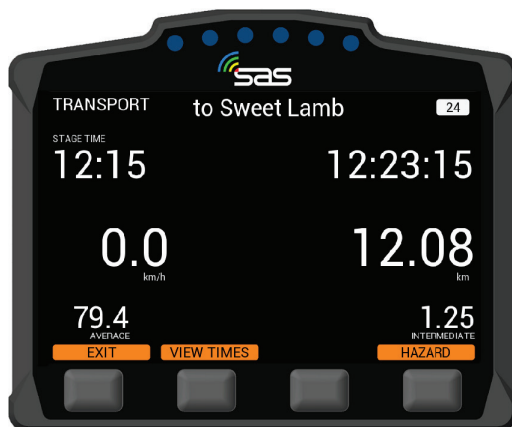 sas
TRANSPORT to Sweet Lamb 24
STAGE TIME
12:15 12:23:15
0.0 12.08
km/h km
79.4 1.25
AVERAGE INTERMEDIATE
EXIT VIEW TIMES HAZARD